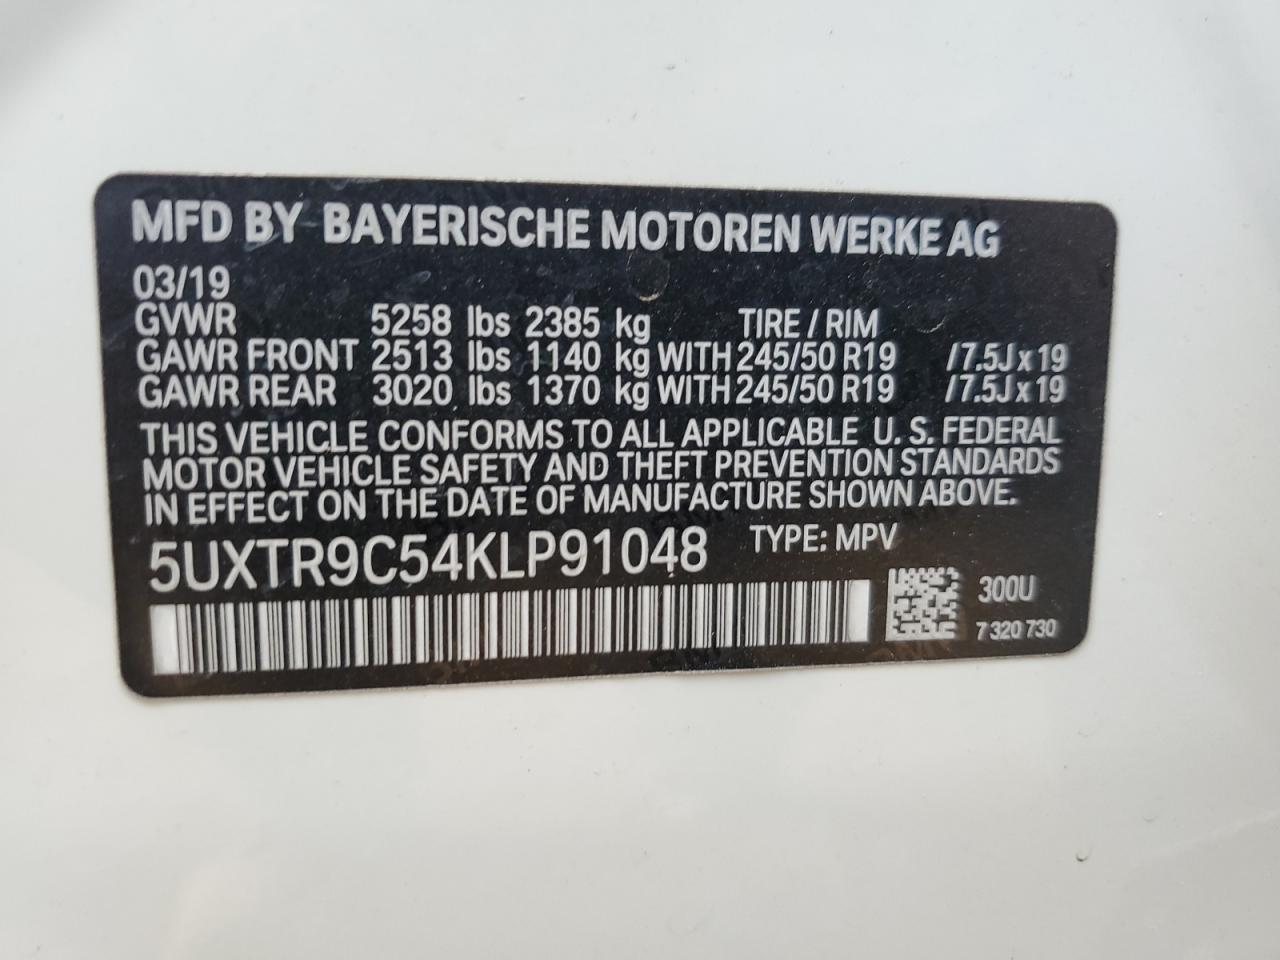 MFD BY BAYERISCHE MOTOREN WERKE AG
03/19
GVWR 5258 lbs 2385 kg TIRE / RIM
GAWR FRONT 2513 lbs 1140 kg WITH 245/50 R19 /7.5J x 19
GAWR REAR 3020 lbs 1370 kg WITH 245/50 R19 /7.5J x 19
THIS VEHICLE CONFORMS TO ALL APPLICABLE U. S. FEDERAL
MOTOR VEHICLE SAFETY AND THEFT PREVENTION STANDARDS
IN EFFECT ON THE DATE OF MANUFACTURE SHOWN ABOVE.
5UXTR9C54KLP91048 TYPE: MPV
300U
7 320 730